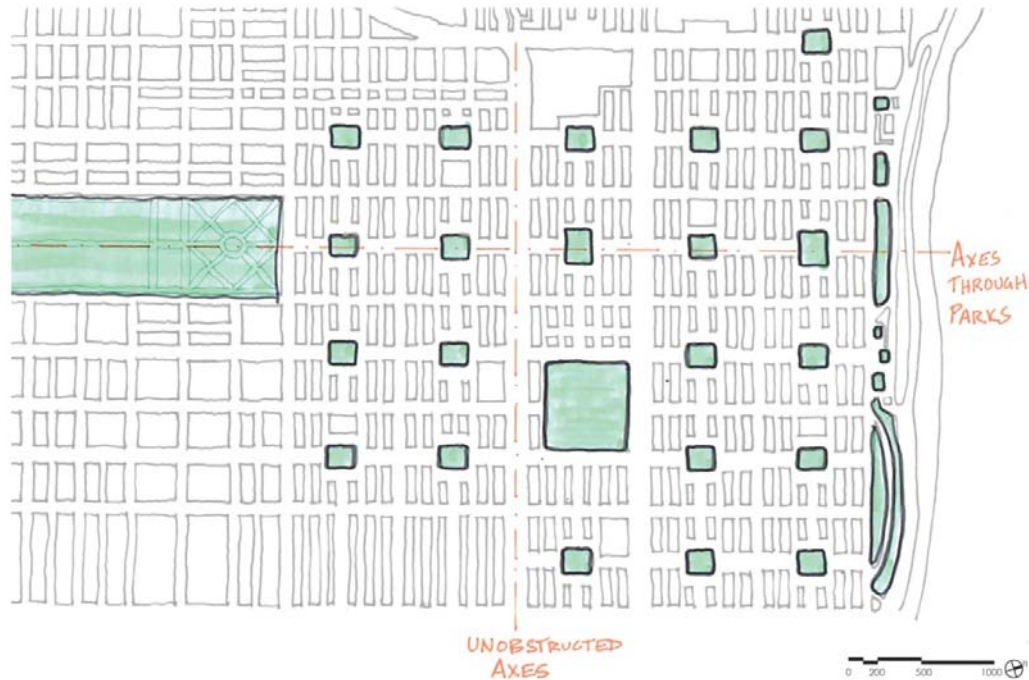 AXES
THROUGH
PARKS
UNOBSTRUCTED
AXES
0 200 500 1000